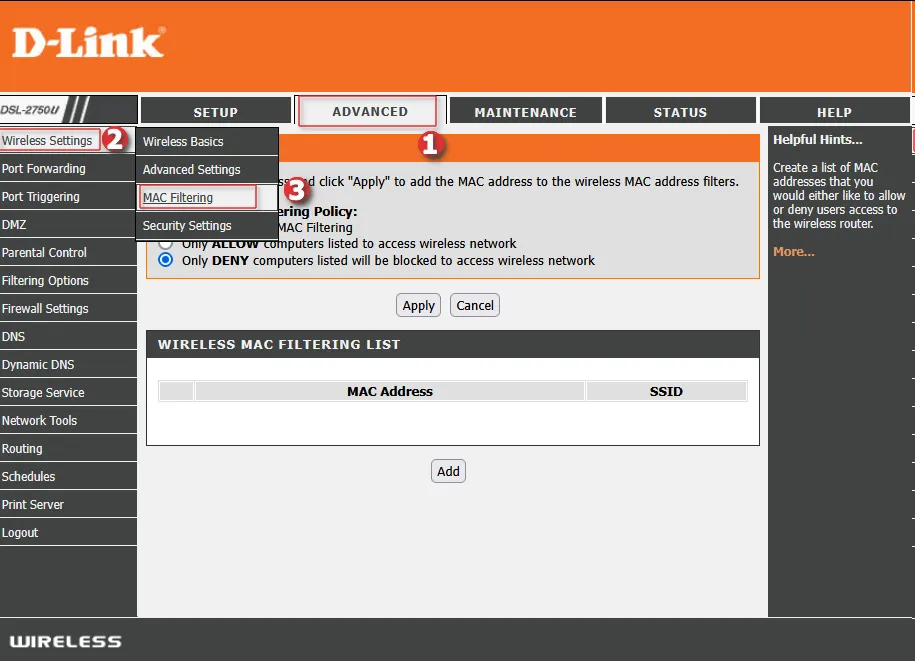 D-Link
DSL-2750U
SETUP
ADVANCED
MAINTENANCE
STATUS
HELP
1
Wireless Settings
2
Port Forwarding
Port Triggering
DMZ
Parental Control
Filtering Options
Firewall Settings
DNS
Dynamic DNS
Storage Service
Network Tools
Routing
Schedules
Print Server
Logout
Wireless Basics
Advanced Settings
MAC Filtering
3
Security Settings
and click "Apply" to add the MAC address to the wireless MAC address filters.
Policy:
MAC Filtering
Only ALLOW computers listed to access wireless network
Only DENY computers listed will be blocked to access wireless network
Apply
Cancel
WIRELESS MAC FILTERING LIST
MAC Address
SSID
Add
Helpful Hints...
Create a list of MAC
addresses that you
would either like to allow
or deny users access to
the wireless router.
More...
WIRELESS